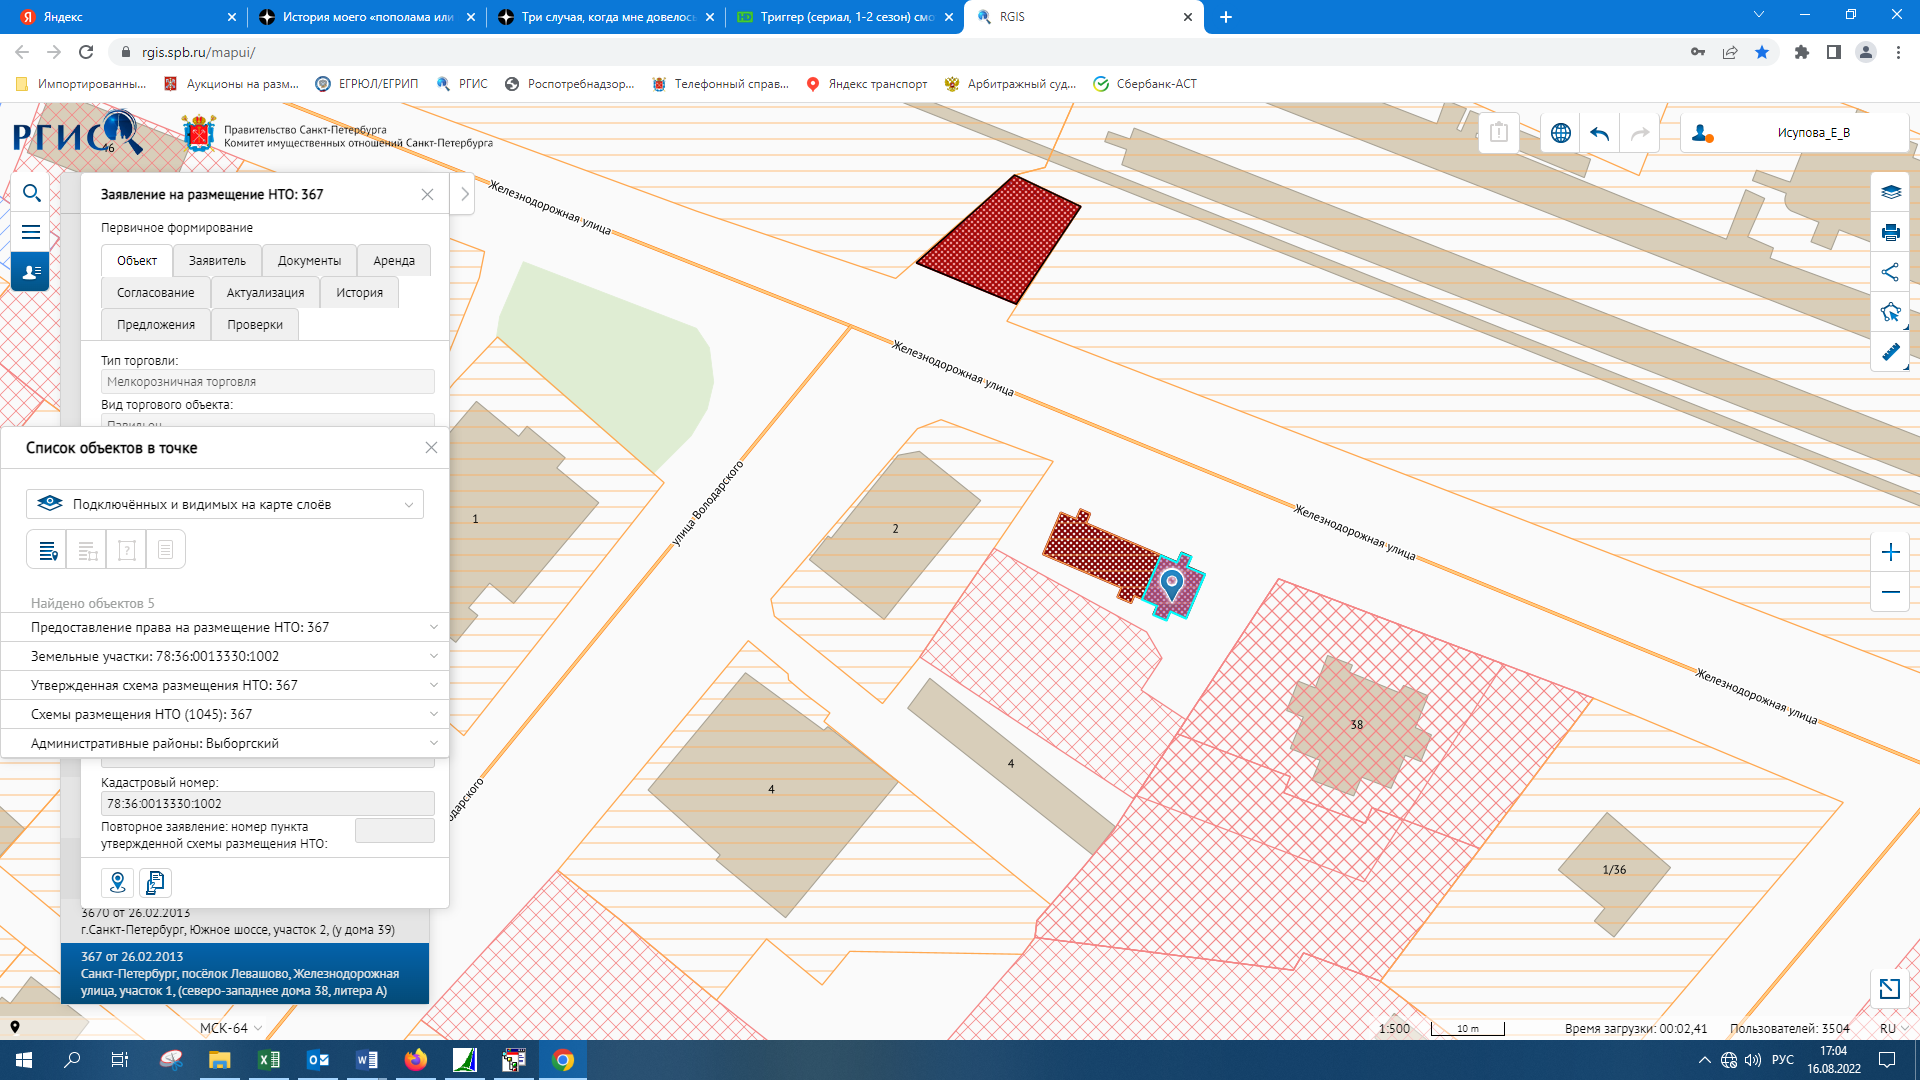 Яндекс
История моего «пополама или
Три случая, когда мне довелось
Триггер (сериал, 1-2 сезон) смо
RGIS
rgis.spb.ru/mapui/
Импортированны...
Аукционы на разм...
ЕГРЮЛ/ЕГРИП
РГИС
Роспотребнадзор...
Телефонный справ...
Яндекс транспорт
Арбитражный суд...
Сбербанк-АСТ
РГИС
46
Правительство Санкт-Петербурга
Комитет имущественных отношений Санкт-Петербурга
Исупова_Е_В
Заявление на размещение НТО: 367
Первичное формирование
Объект
Заявитель
Документы
Аренда
Согласование
Актуализация
История
Предложения
Проверки
Тип торговли:
Мелкорозничная торговля
Вид торгового объекта:
Павильон
Список объектов в точке
Подключённых и видимых на карте слоёв
Найдено объектов 5
Предоставление права на размещение НТО: 367
Земельные участки: 78:36:0013330:1002
Утвержденная схема размещения НТО: 367
Схемы размещения НТО (1045): 367
Административные районы: Выборгский
Кадастровый номер:
78:36:0013330:1002
Повторное заявление: номер пункта
утвержденной схемы размещения НТО:
3670 от 26.02.2013
г.Санкт-Петербург, Южное шоссе, участок 2, (у дома 39)
367 от 26.02.2013
Санкт-Петербург, посёлок Левашово, Железнодорожная
улица, участок 1, (северо-западнее дома 38, литера А)
Железнодорожная улица
Железнодорожная улица
Железнодорожная улица
Железнодорожная улица
улица Володарского
одарского
1
2
4
4
38
1/36
МСК-64
1:500
10 m
Время загрузки: 00:02,41
Пользователей: 3504
RU
РУС
17:04
16.08.2022